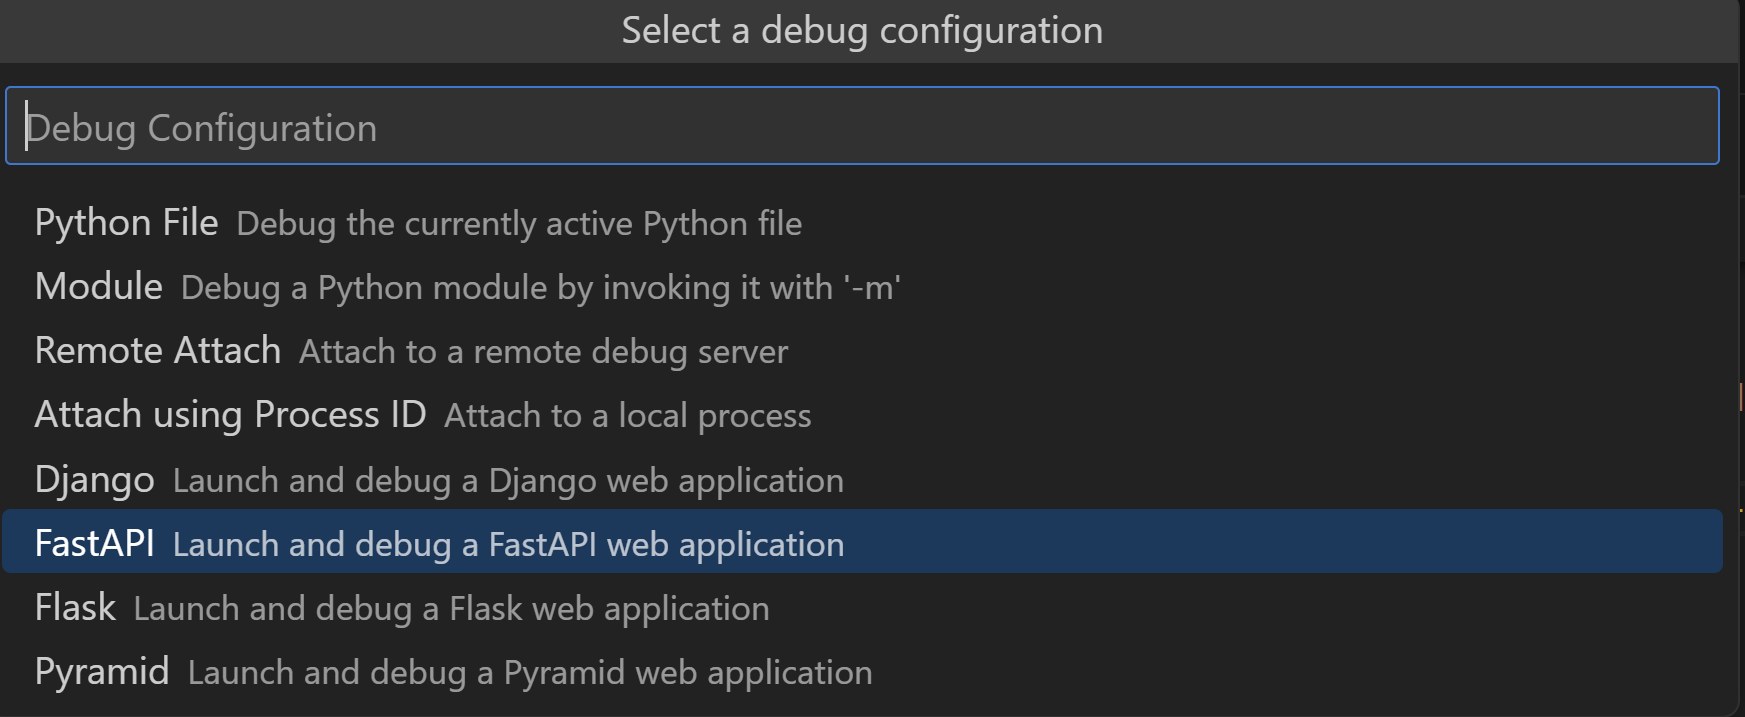 Select a debug configuration
Debug Configuration
Python File Debug the currently active Python file
Module Debug a Python module by invoking it with '-m'
Remote Attach Attach to a remote debug server
Attach using Process ID Attach to a local process
Django Launch and debug a Django web application
FastAPI Launch and debug a FastAPI web application
Flask Launch and debug a Flask web application
Pyramid Launch and debug a Pyramid web application